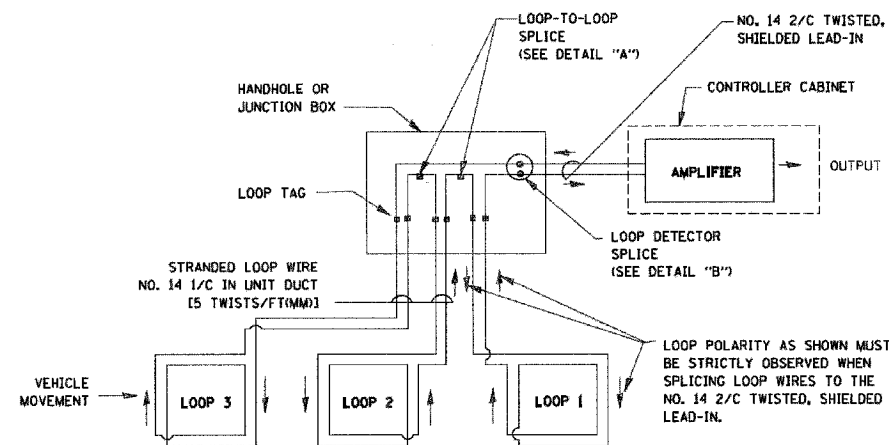 LOOP-TO-LOOP
SPLICE
(SEE DETAIL "A")
NO. 14 2/C TWISTED,
SHIELDED LEAD-IN
HANDHOLE OR
JUNCTION BOX
CONTROLLER CABINET
AMPLIFIER
OUTPUT
LOOP TAG
LOOP DETECTOR
SPLICE
(SEE DETAIL "B")
STRANDED LOOP WIRE
NO. 14 1/C IN UNIT DUCT
[5 TWISTS/FT(MM)]
LOOP POLARITY AS SHOWN MUST
BE STRICTLY OBSERVED WHEN
SPLICING LOOP WIRES TO THE
NO. 14 2/C TWISTED, SHIELDED
LEAD-IN.
VEHICLE
MOVEMENT
LOOP 3
LOOP 2
LOOP 1